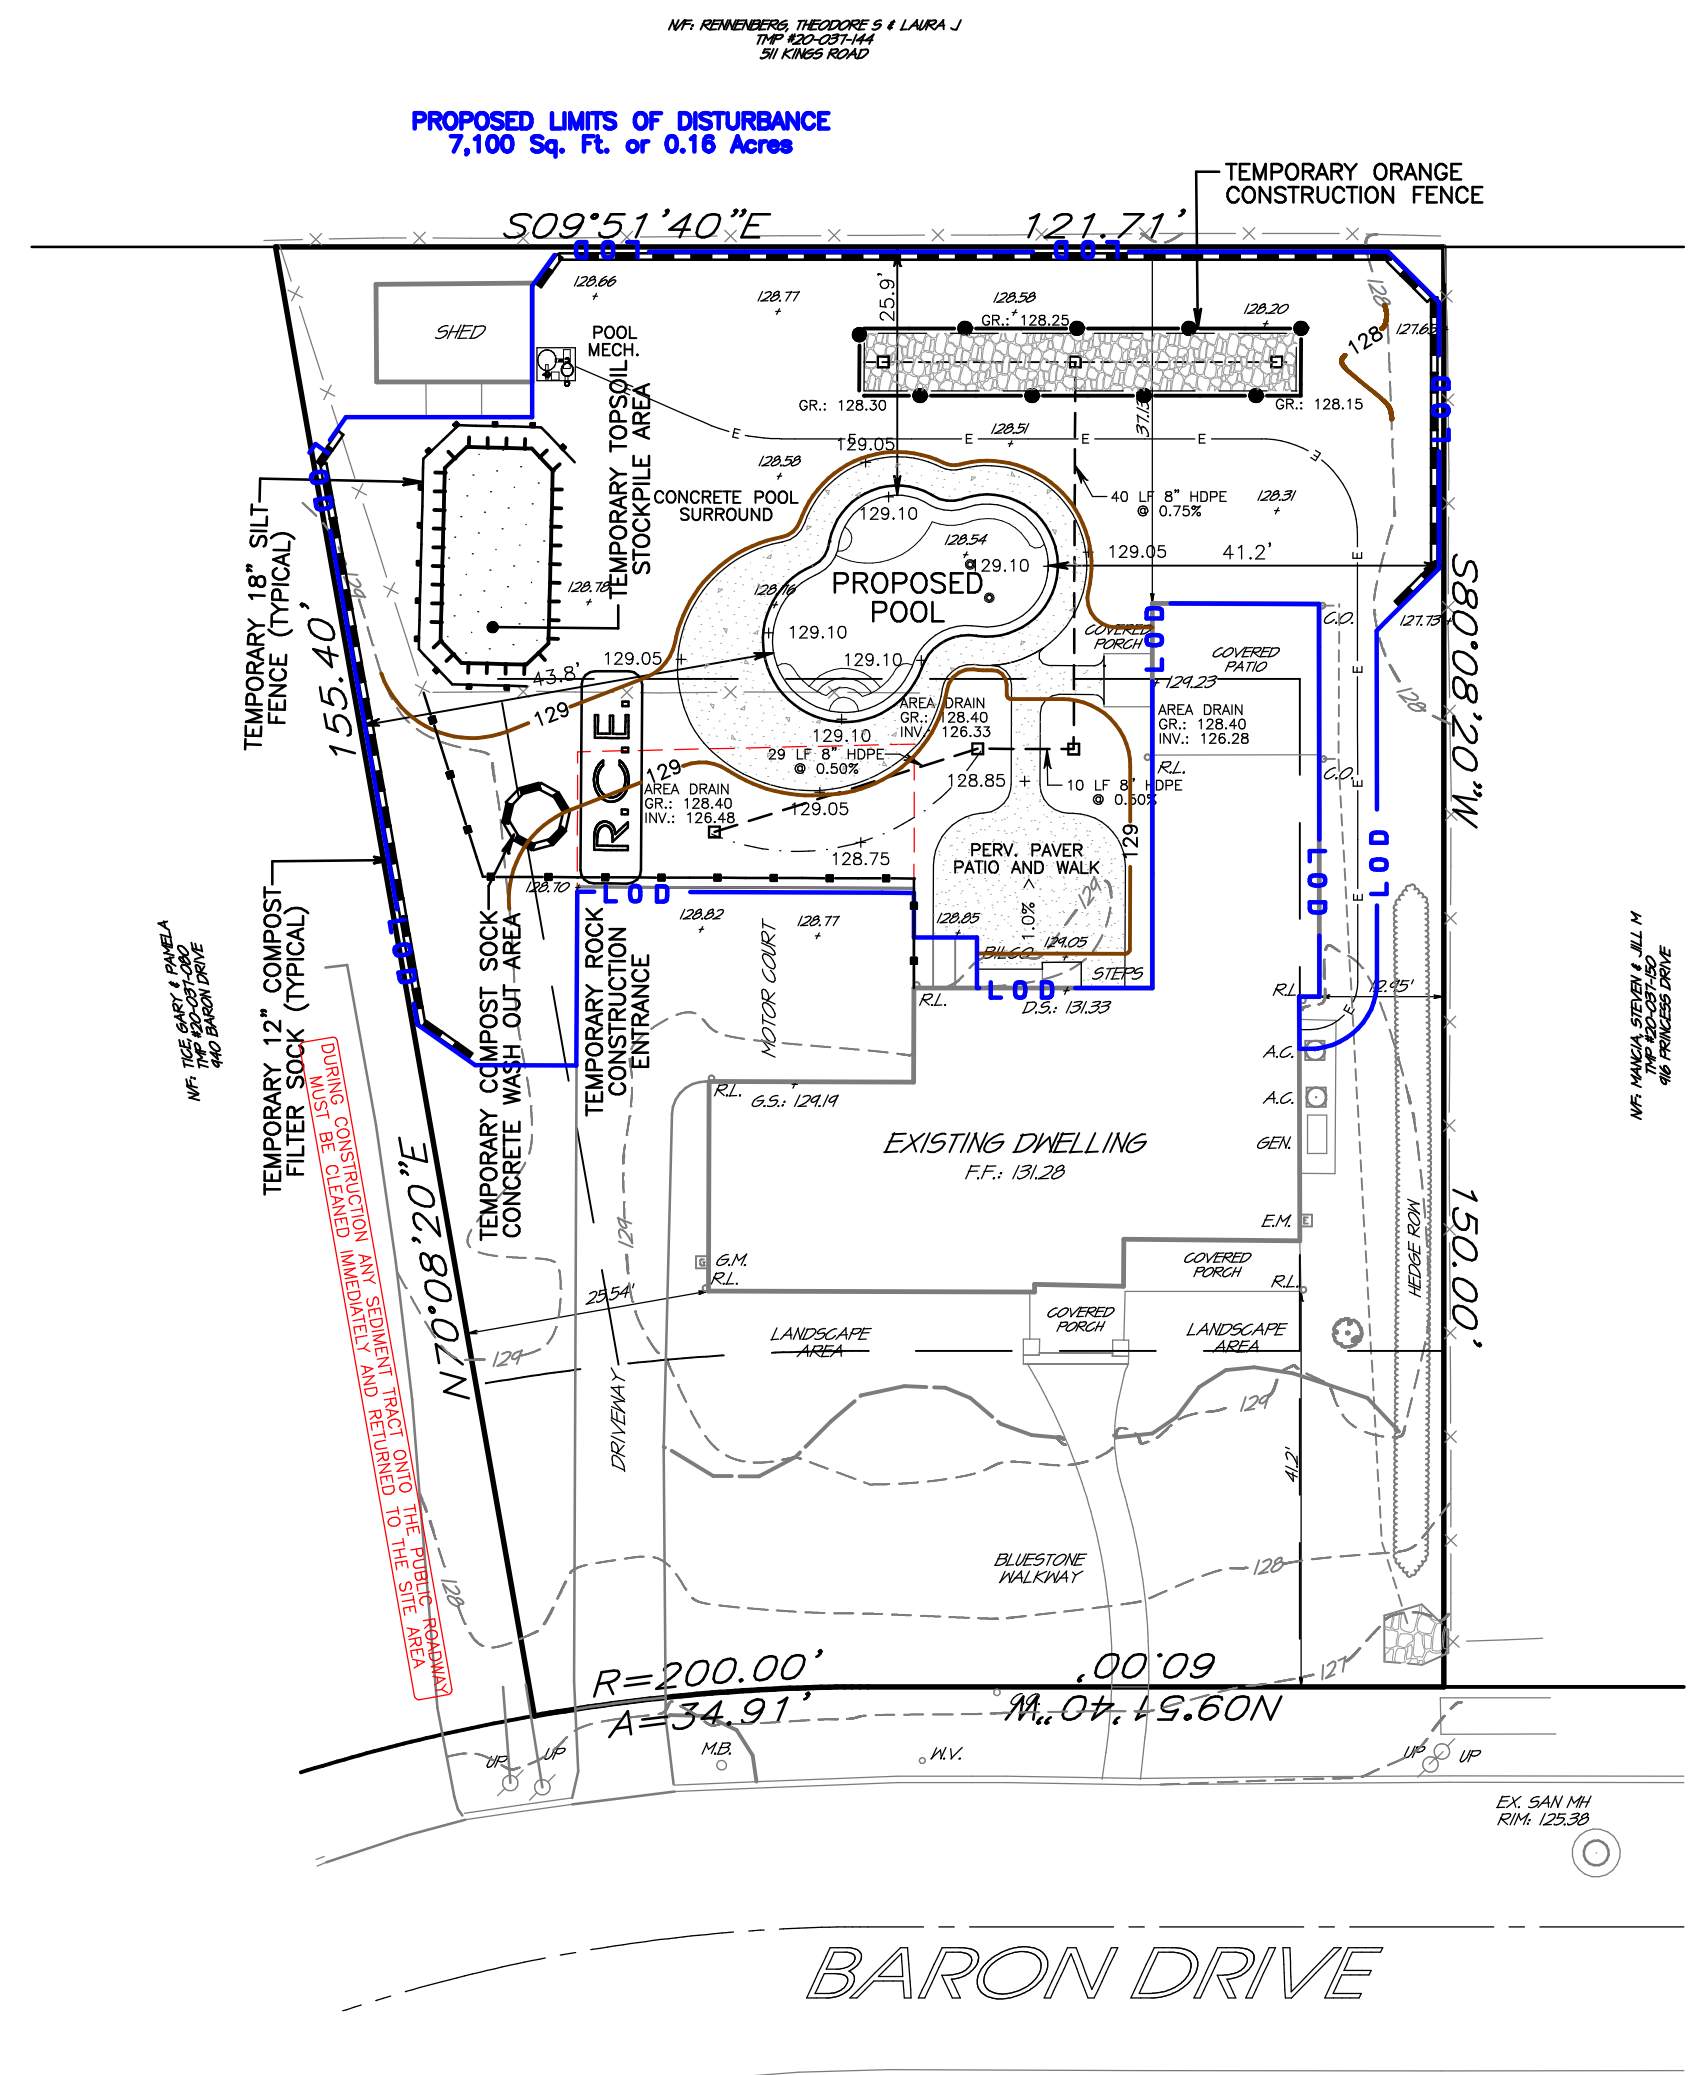 N/F: RENNENBERG, THEODORE S & LAURA J
TMP #20-037-144
511 KINGS ROAD
PROPOSED LIMITS OF DISTURBANCE
7,100 Sq. Ft. or 0.16 Acres
TEMPORARY ORANGE
CONSTRUCTION FENCE
S09°51'40"E
121.71'
LOD
LOD
128.66
128.77
25.9'
128.58
GR.: 128.25
128.20
128
127.65
128
SHED
POOL
MECH.
GR.: 128.30
GR.: 128.15
37.13'
LOD
E
E
E
E
E
E
129.05
128.51
128.58
CONCRETE POOL
SURROUND
129.10
40 LF 8" HDPE
@ 0.75%
128.31
TEMPORARY TOPSOIL
STOCKPILE AREA
LOD
TEMPORARY 18" SILT
FENCE (TYPICAL)
129
128.54
129.10
129.05
41.2'
E
128.78
128.76
PROPOSED
POOL
129.10
129.10
129.05
43.8'
COVERED
PORCH
LOD
COVERED
PATIO
C.O.
127.73
S80°08'20"W
155.40'
E
129
R.C.E.
129.23
AREA DRAIN
GR.: 128.40
INV.: 126.33
AREA DRAIN
GR.: 128.40
INV.: 126.28
128
129.10
29 LF 8" HDPE
@ 0.50%
R.L.
C.O.
E
129
AREA DRAIN
GR.: 128.40
INV.: 126.48
129.05
128.85
10 LF 8" HDPE
@ 0.50%
129
128.75
PERV. PAVER
PATIO AND WALK
LOD
LOD
128.70
LOD
128.82
128.77
128.85
1.0%
129
129.05
BILCO
STEPS
E
TEMPORARY 12" COMPOST
FILTER SOCK (TYPICAL)
LOD
TEMPORARY COMPOST SOCK
CONCRETE WASH OUT AREA
TEMPORARY ROCK
CONSTRUCTION
ENTRANCE
MOTOR COURT
R.L.
LOD
D.S.: 131.33
R.L.
12.95'
E
N/F: TICE, GARY & PAMELA
TMP #20-037-080
940 BARON DRIVE
N/F: MANCIA, STEVEN & JILL M
TMP #20-037-150
916 PRINCESS DRIVE
DURING CONSTRUCTION ANY SEDIMENT TRACT ONTO THE PUBLIC ROADWAY
MUST BE CLEANED IMMEDIATELY AND RETURNED TO THE SITE AREA
R.L.
G.S.: 129.19
A.C.
A.C.
EXISTING DWELLING
F.F.: 131.28
GEN.
E.M.
E
HEDGE ROW
150.00'
N70°08'20"E
129
G.M.
G
R.L.
25.54'
COVERED
PORCH
R.L.
COVERED
PORCH
LANDSCAPE
AREA
LANDSCAPE
AREA
129
DRIVEWAY
129
41.2'
BLUESTONE
WALKWAY
128
128
R=200.00'
A=34.91'
60.00'
N09°51'40"W
127
M.B.
W.V.
UP
UP
UP
UP
EX. SAN MH
RIM: 125.38
BARON DRIVE